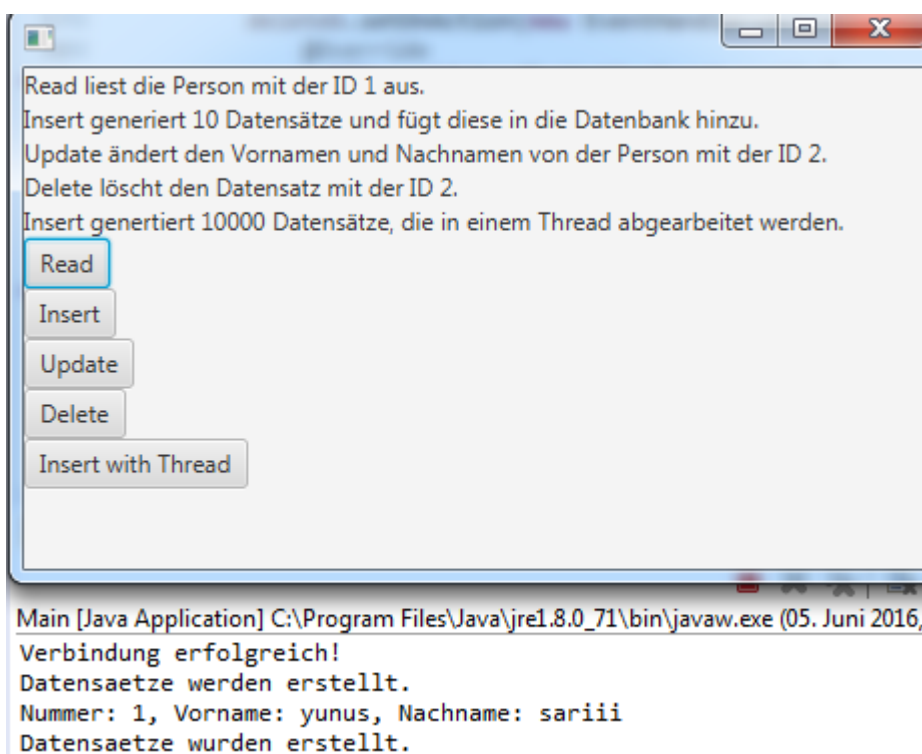 Read liest die Person mit der ID 1 aus.
Insert generiert 10 Datensätze und fügt diese in die Datenbank hinzu.
Update ändert den Vornamen und Nachnamen von der Person mit der ID 2.
Delete löscht den Datensatz mit der ID 2.
Insert genertiert 10000 Datensätze, die in einem Thread abgearbeitet werden.
Read
Insert
Update
Delete
Insert with Thread
Main [Java Application] C:\Program Files\Java\jre1.8.0_71\bin\javaw.exe (05. Juni 2016,
Verbindung erfolgreich!
Datensaetze werden erstellt.
Nummer: 1, Vorname: yunus, Nachname: sariii
Datensaetze wurden erstellt.